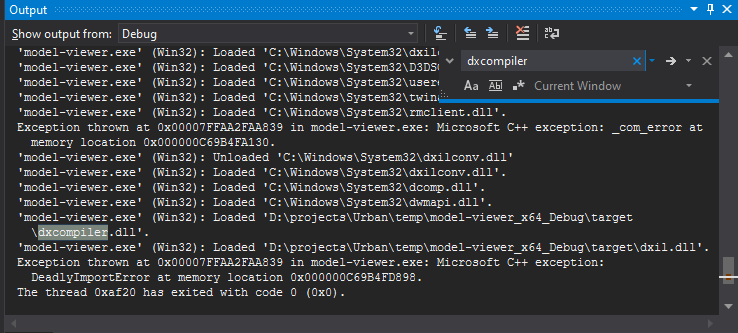 Output
Show output from: Debug
'model-viewer.exe' (Win32): Loaded 'C:\Windows\System32\dxil
'model-viewer.exe' (Win32): Loaded 'C:\Windows\System32\D3DS
'model-viewer.exe' (Win32): Loaded 'C:\Windows\System32\user
'model-viewer.exe' (Win32): Loaded 'C:\Windows\System32\twin
'model-viewer.exe' (Win32): Loaded 'C:\Windows\System32\rmclient.dll'.
Exception thrown at 0x00007FFAA2FAA839 in model-viewer.exe: Microsoft C++ exception: _com_error at
memory location 0x000000C69B4FA130.
'model-viewer.exe' (Win32): Unloaded 'C:\Windows\System32\dxilconv.dll'
'model-viewer.exe' (Win32): Loaded 'C:\Windows\System32\dxilconv.dll'.
'model-viewer.exe' (Win32): Loaded 'C:\Windows\System32\dcomp.dll'.
'model-viewer.exe' (Win32): Loaded 'C:\Windows\System32\dwmapi.dll'.
'model-viewer.exe' (Win32): Loaded 'D:\projects\Urban\temp\model-viewer_x64_Debug\target
\dxcompiler.dll'.
'model-viewer.exe' (Win32): Loaded 'D:\projects\Urban\temp\model-viewer_x64_Debug\target\dxil.dll'.
Exception thrown at 0x00007FFAA2FAA839 in model-viewer.exe: Microsoft C++ exception:
DeadlyImportError at memory location 0x000000C69B4FD898.
The thread 0xaf20 has exited with code 0 (0x0).
dxcompiler
Aa Ab Current Window